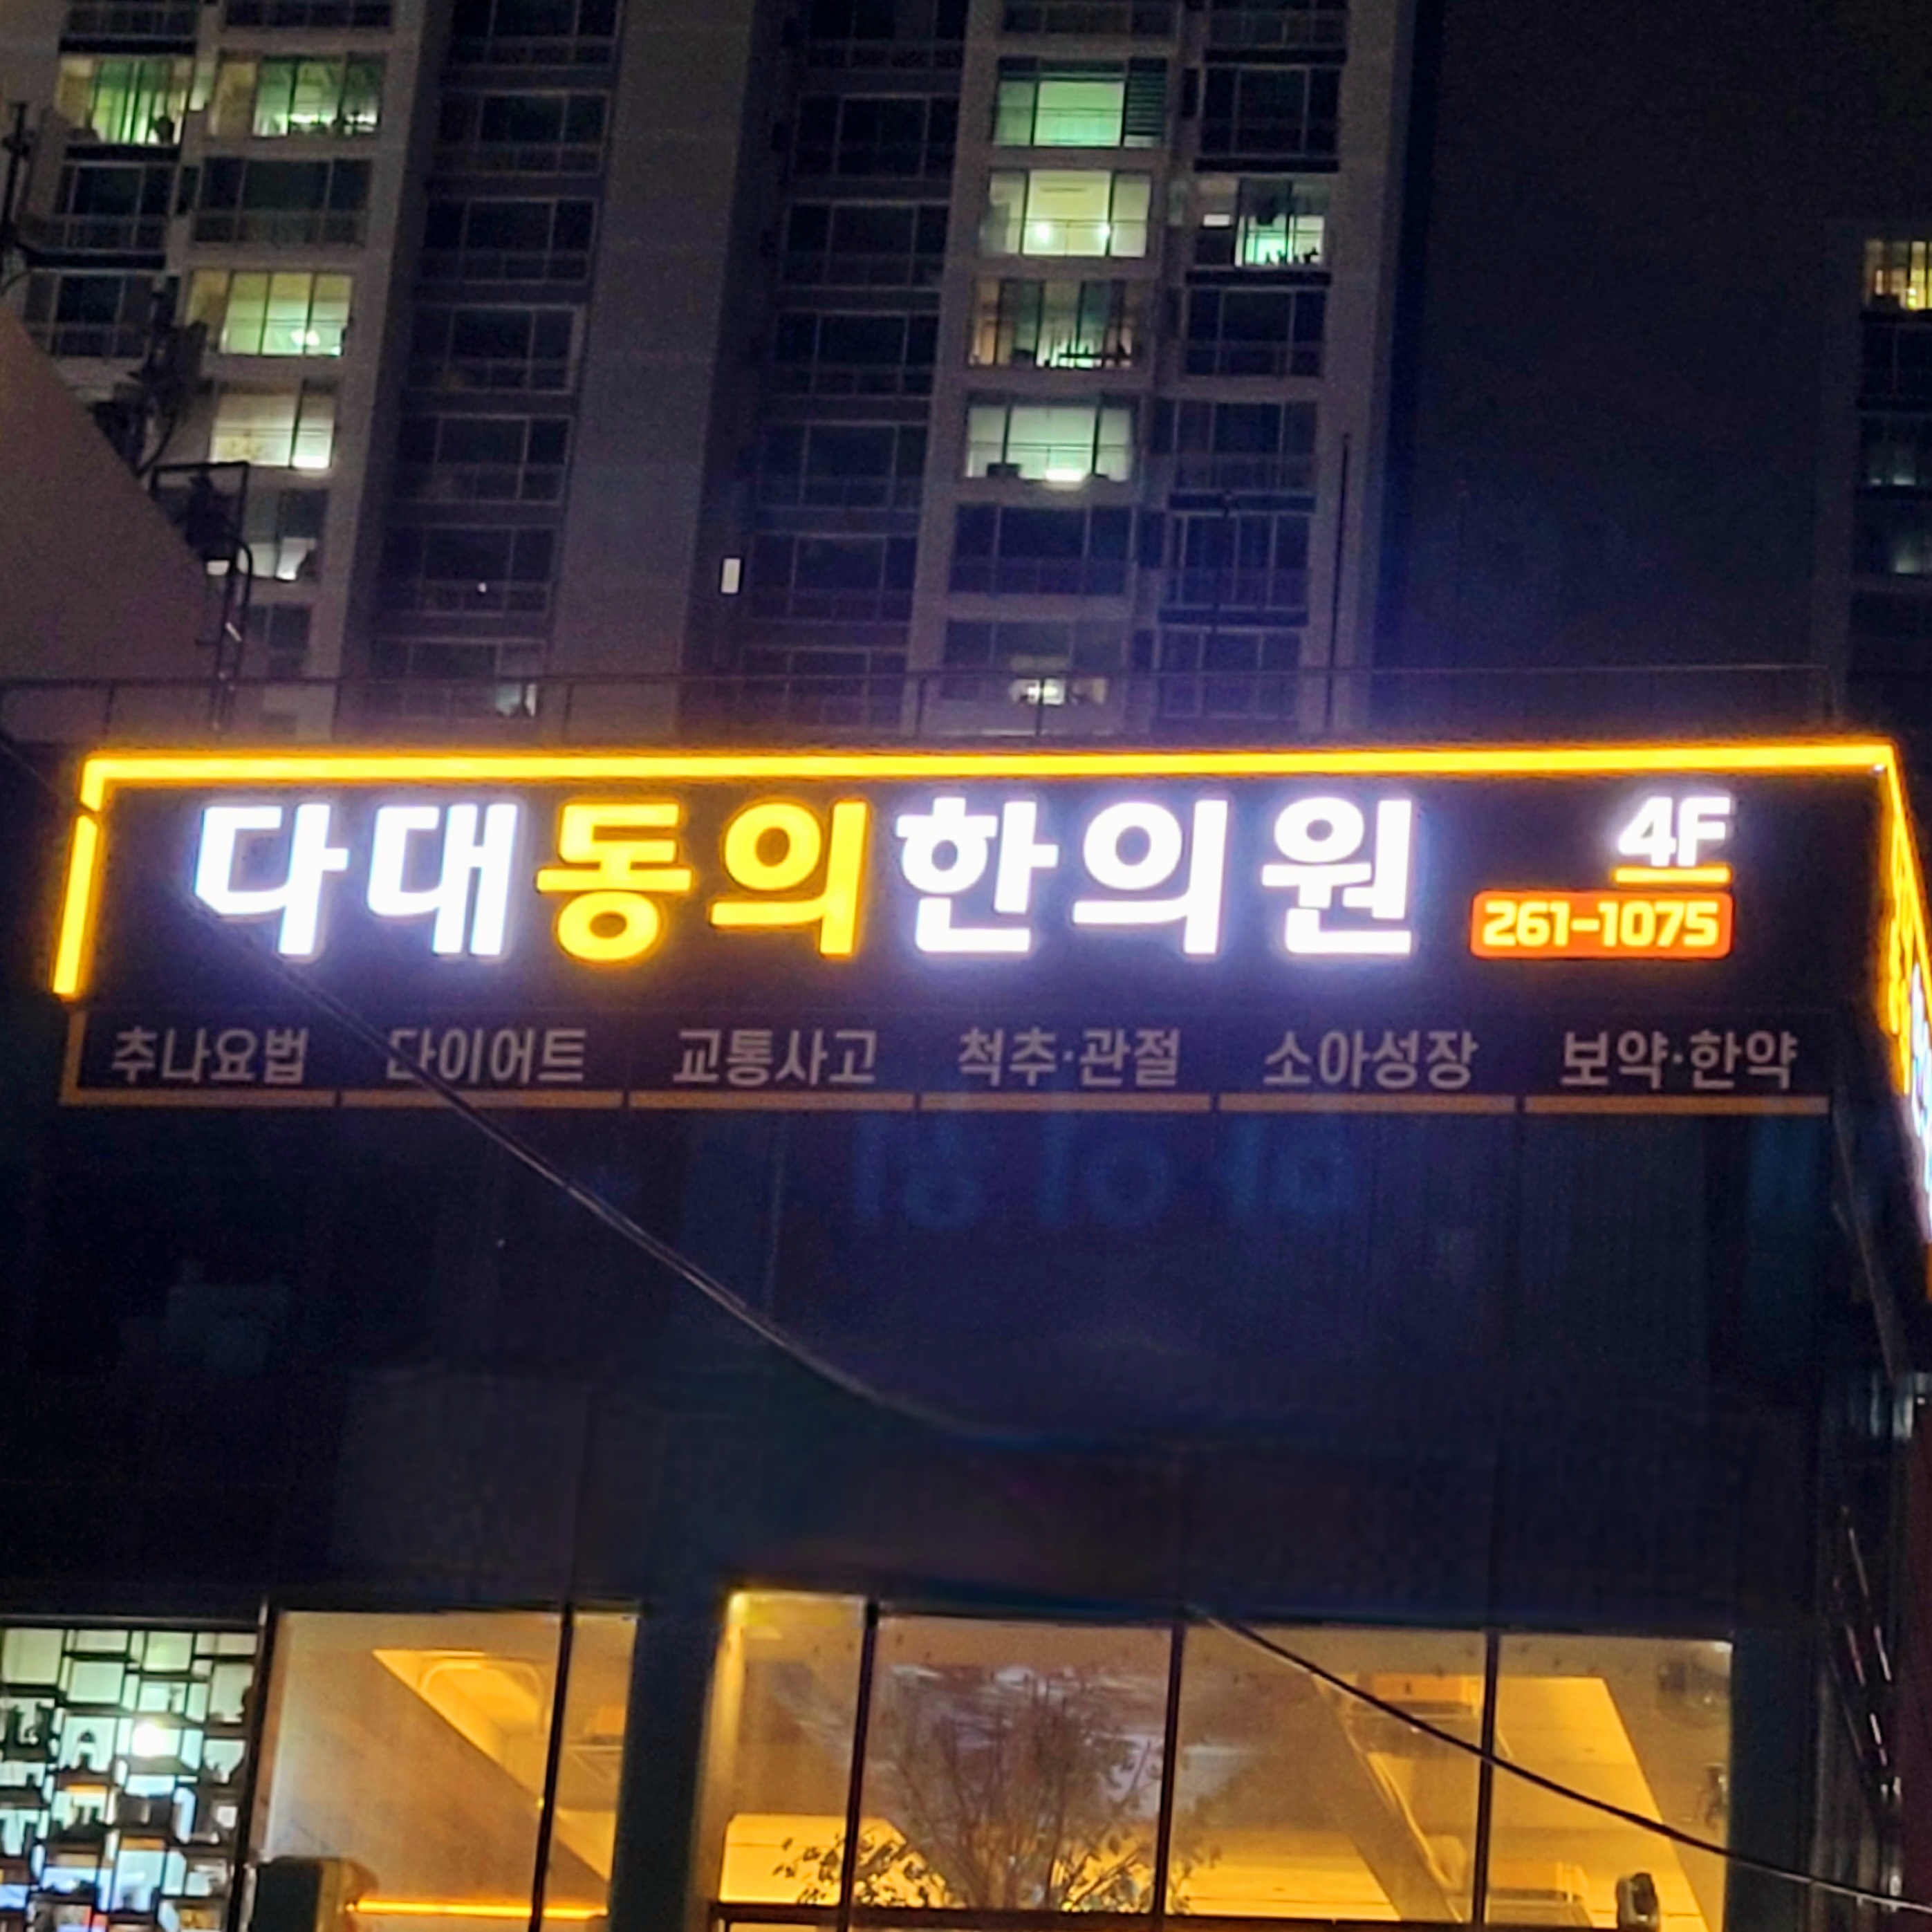 다대동의한의원 4F
261-1075
추나요법 다이어트 교통사고 척추·관절 소아성장 보약·한약